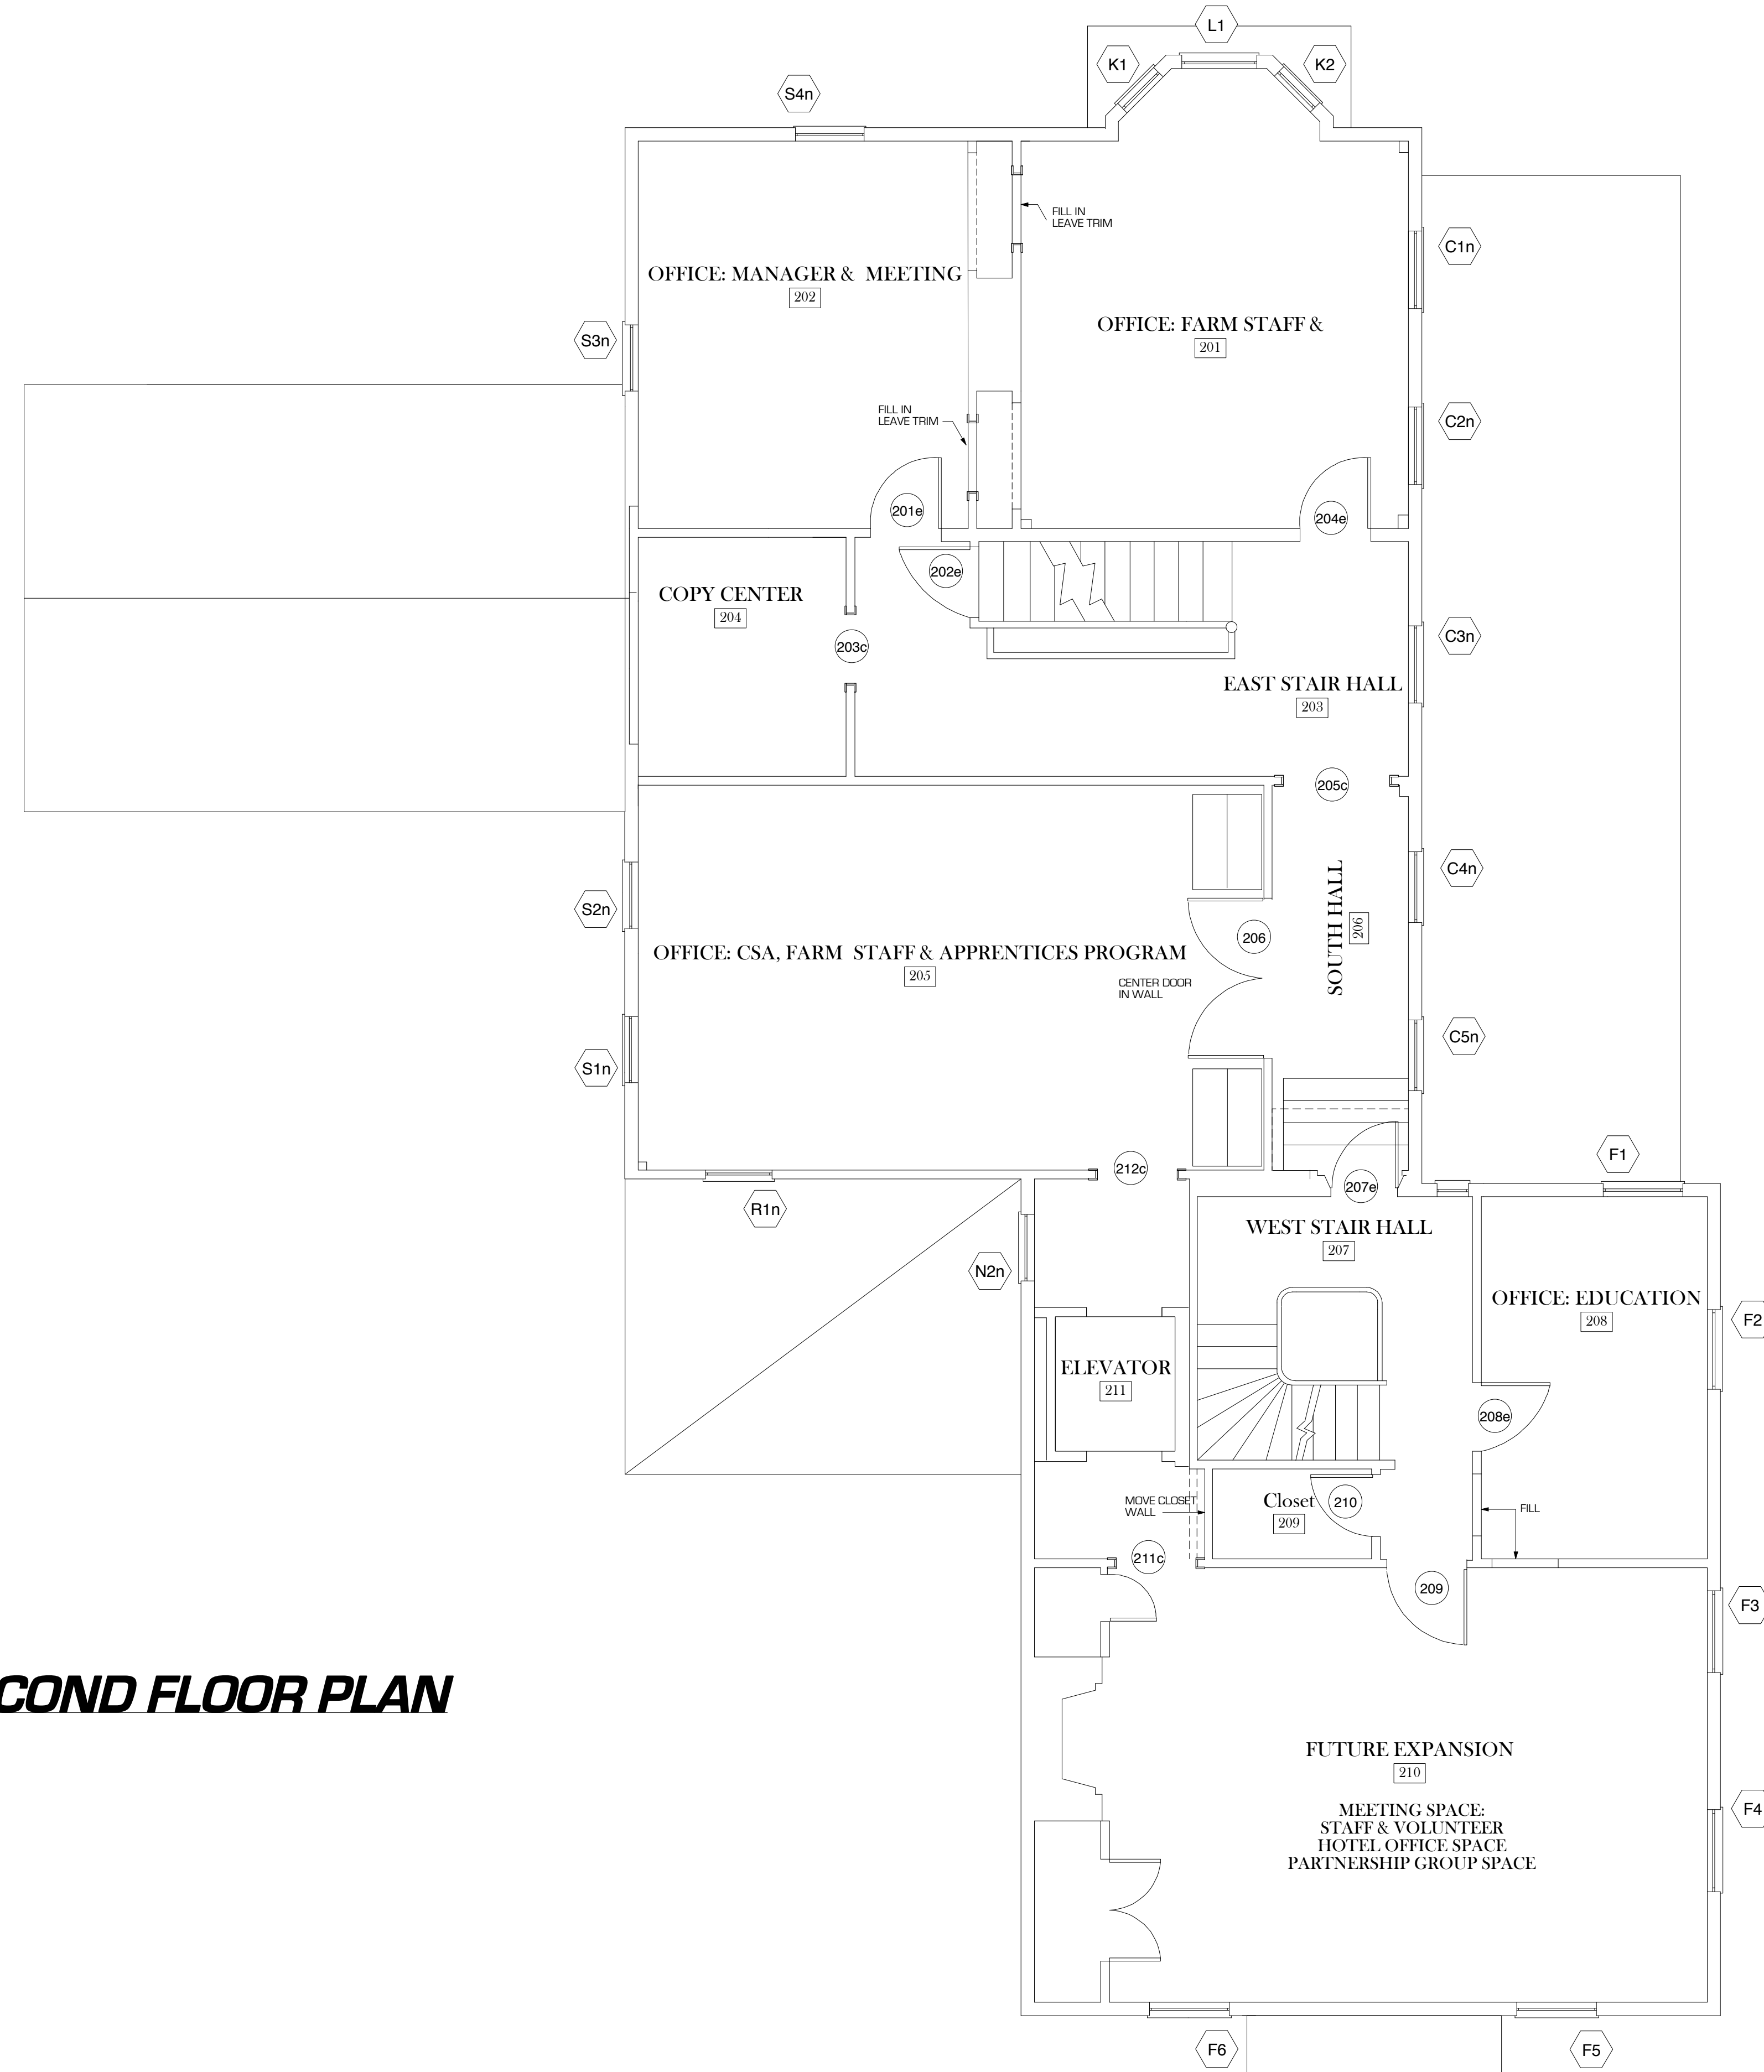 L1
K1
K2
S4n
FILL IN
LEAVE TRIM
C1n
OFFICE: MANAGER & MEETING
202
OFFICE: FARM STAFF &
201
S3n
FILL IN
LEAVE TRIM
C2n
201e
204e
202e
COPY CENTER
204
203c
C3n
EAST STAIR HALL
203
205c
C4n
S2n
SOUTH HALL
206
206
OFFICE: CSA, FARM STAFF & APPRENTICES PROGRAM
205
CENTER DOOR
IN WALL
C5n
S1n
212c
F1
207e
R1n
WEST STAIR HALL
207
N2n
OFFICE: EDUCATION
208
F2
ELEVATOR
211
208e
MOVE CLOSET
WALL
Closet
209
210
FILL
211c
209
F3
COND FLOOR PLAN
FUTURE EXPANSION
210
MEETING SPACE:
STAFF & VOLUNTEER
HOTEL OFFICE SPACE
PARTNERSHIP GROUP SPACE
F4
F6
F5